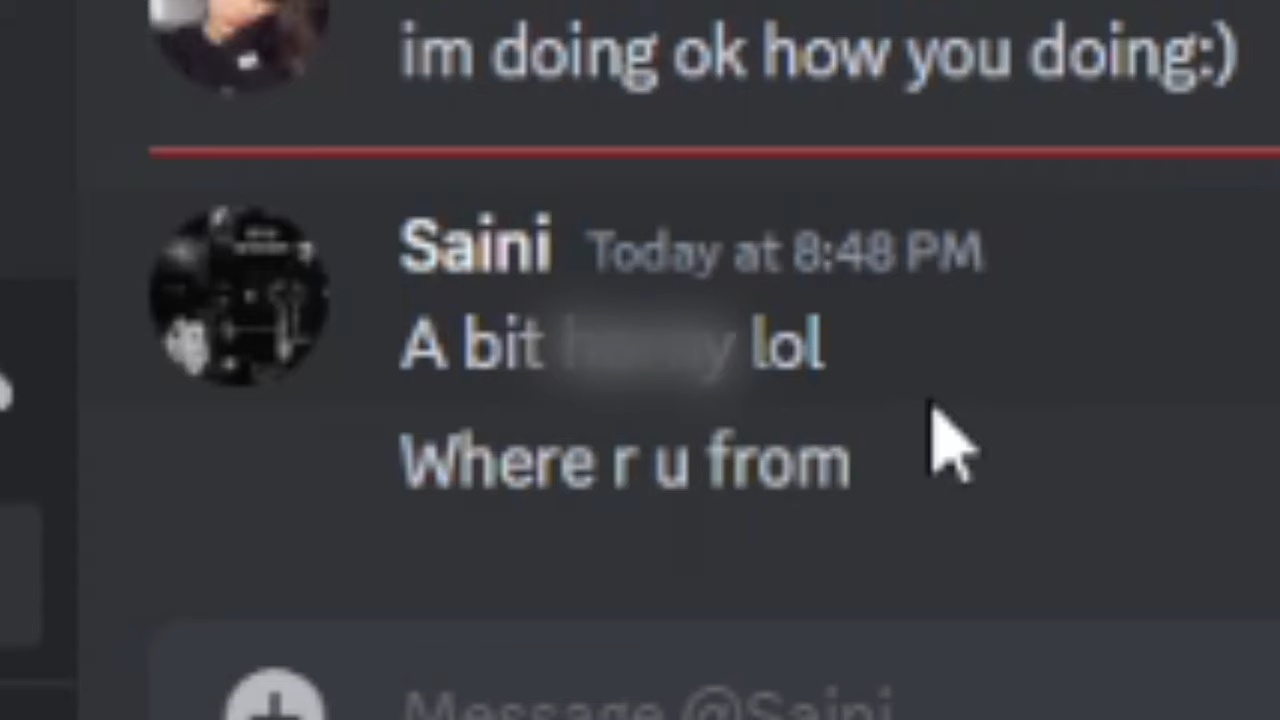 im doing ok how you doing:)
Saini Today at 8:48 PM
A bit lol
Where r u from
Message @Saini